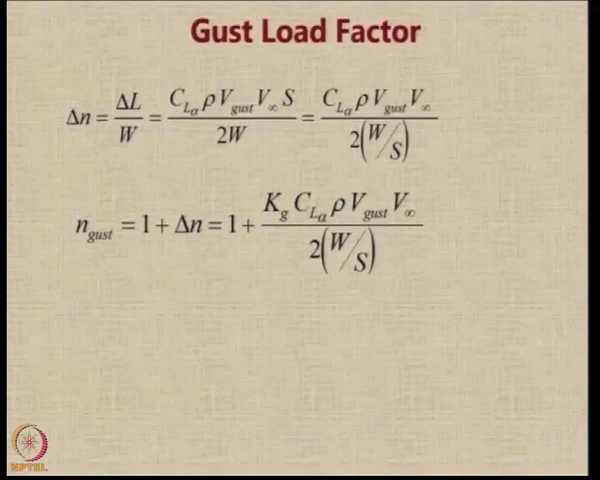 Gust Load Factor
Δn = ΔL/W = C_{Lα} ρ V_{gust} V_∞ S / 2W = C_{Lα} ρ V_{gust} V_∞ / 2(W/S)
n_{gust} = 1 + Δn = 1 + K_g C_{Lα} ρ V_{gust} V_∞ / 2(W/S)
NPTEL